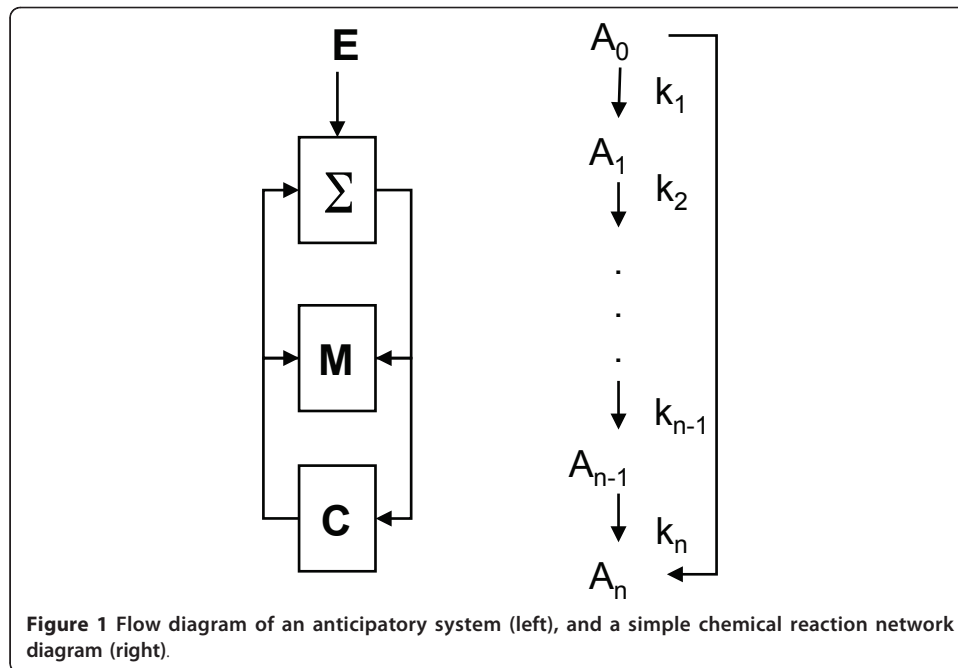 E
Σ
M
C
A₀
k₁
A₁
k₂
.
.
.
kₙ₋₁
Aₙ₋₁
kₙ
Aₙ
Figure 1 Flow diagram of an anticipatory system (left), and a simple chemical reaction network
diagram (right).